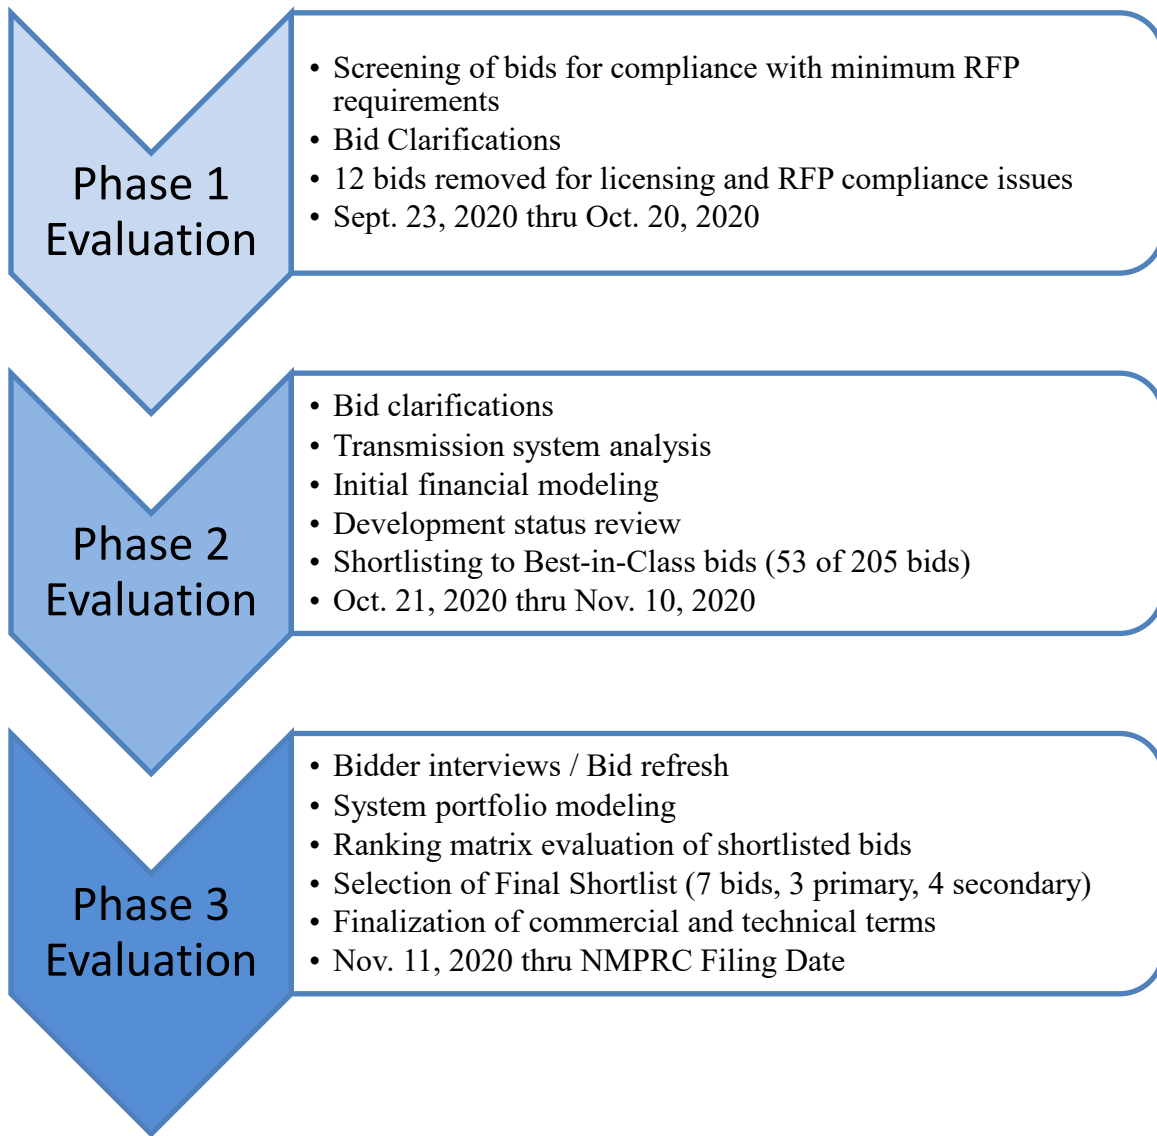 Phase 1
Evaluation
• Screening of bids for compliance with minimum RFP
requirements
• Bid Clarifications
• 12 bids removed for licensing and RFP compliance issues
• Sept. 23, 2020 thru Oct. 20, 2020
Phase 2
Evaluation
• Bid clarifications
• Transmission system analysis
• Initial financial modeling
• Development status review
• Shortlisting to Best-in-Class bids (53 of 205 bids)
• Oct. 21, 2020 thru Nov. 10, 2020
Phase 3
Evaluation
• Bidder interviews / Bid refresh
• System portfolio modeling
• Ranking matrix evaluation of shortlisted bids
• Selection of Final Shortlist (7 bids, 3 primary, 4 secondary)
• Finalization of commercial and technical terms
• Nov. 11, 2020 thru NMPRC Filing Date